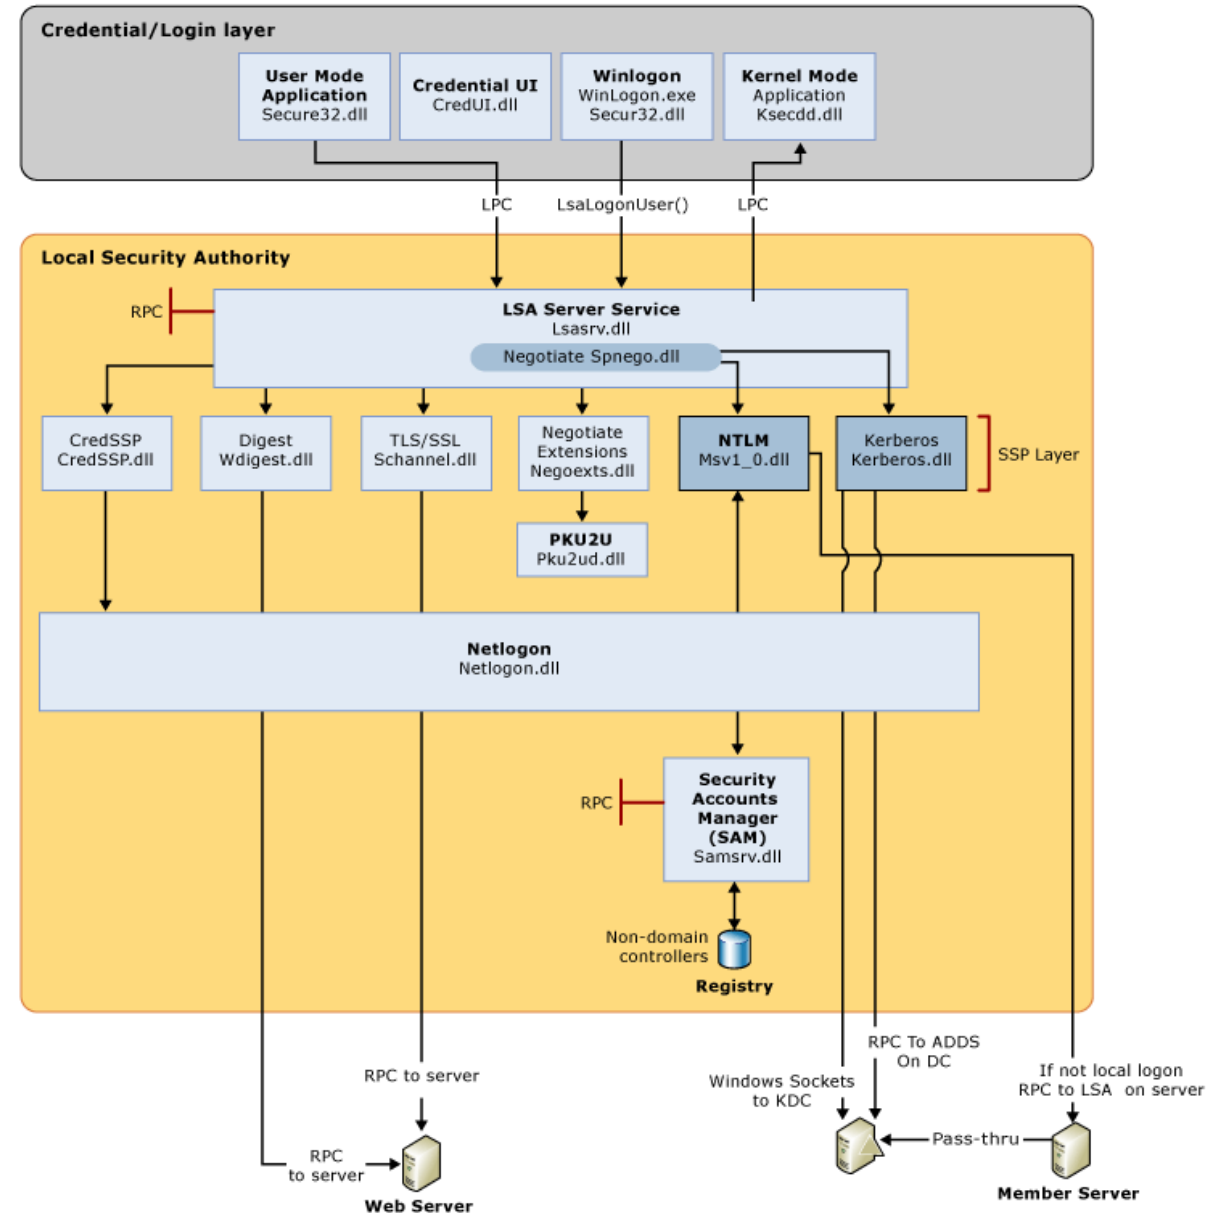 Credential/Login layer
User Mode
Application
Secure32.dll
Credential UI
CredUI.dll
Winlogon
WinLogon.exe
Secur32.dll
Kernel Mode
Application
Ksecdd.dll
LPC
LsaLogonUser()
LPC
Local Security Authority
RPC
LSA Server Service
Lsasrv.dll
Negotiate Spnego.dll
CredSSP
CredSSP.dll
Digest
Wdigest.dll
TLS/SSL
Schannel.dll
Negotiate
Extensions
Negoexts.dll
NTLM
Msv1_0.dll
Kerberos
Kerberos.dll
SSP Layer
PKU2U
Pku2ud.dll
Netlogon
Netlogon.dll
RPC
Security
Accounts
Manager
(SAM)
Samsrv.dll
Non-domain
controllers
Registry
RPC to server
Windows Sockets
to KDC
RPC To ADDS
On DC
If not local logon
RPC to LSA on server
RPC
to server
Pass-thru
Web Server
Member Server